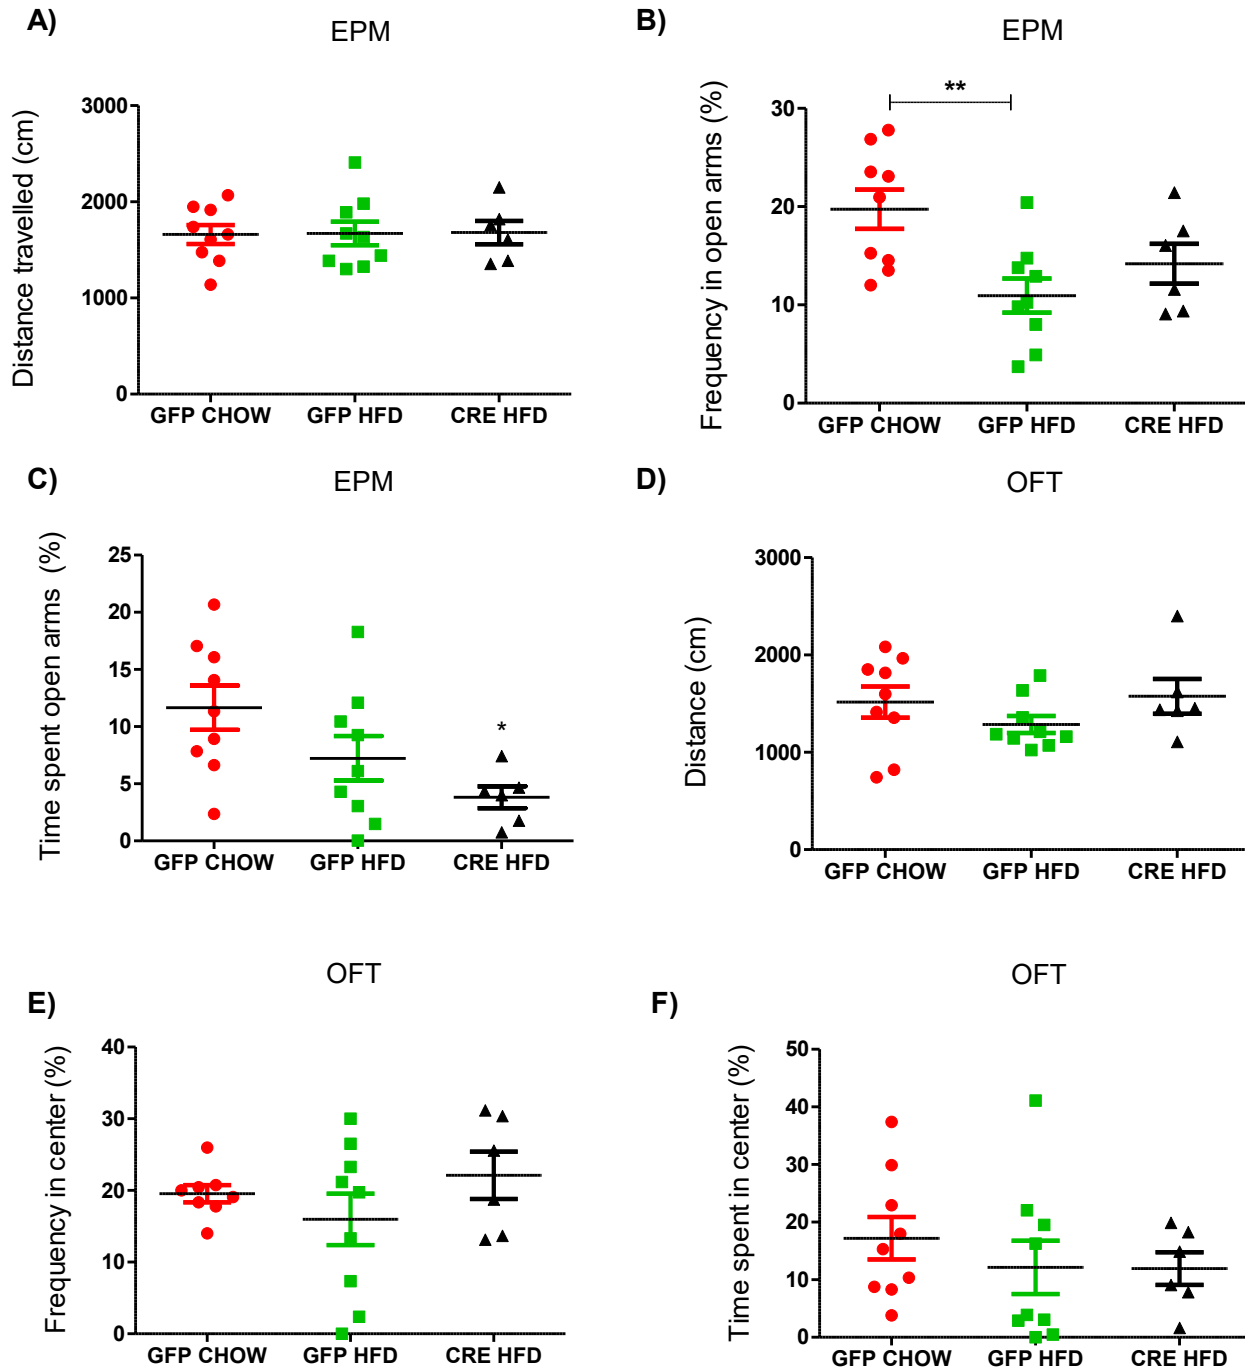 A)
EPM
Distance travelled (cm)
3000
2000
1000
0
GFP CHOW GFP HFD CRE HFD
B)
EPM
Frequency in open arms (%)
**
30
20
10
0
GFP CHOW GFP HFD CRE HFD
C)
EPM
Time spent open arms (%)
25
20
15
10
5
0
*
GFP CHOW GFP HFD CRE HFD
D)
OFT
Distance (cm)
3000
2000
1000
0
GFP CHOW GFP HFD CRE HFD
E)
OFT
Frequency in center (%)
40
30
20
10
0
GFP CHOW GFP HFD CRE HFD
F)
OFT
Time spent in center (%)
50
40
30
20
10
0
GFP CHOW GFP HFD CRE HFD